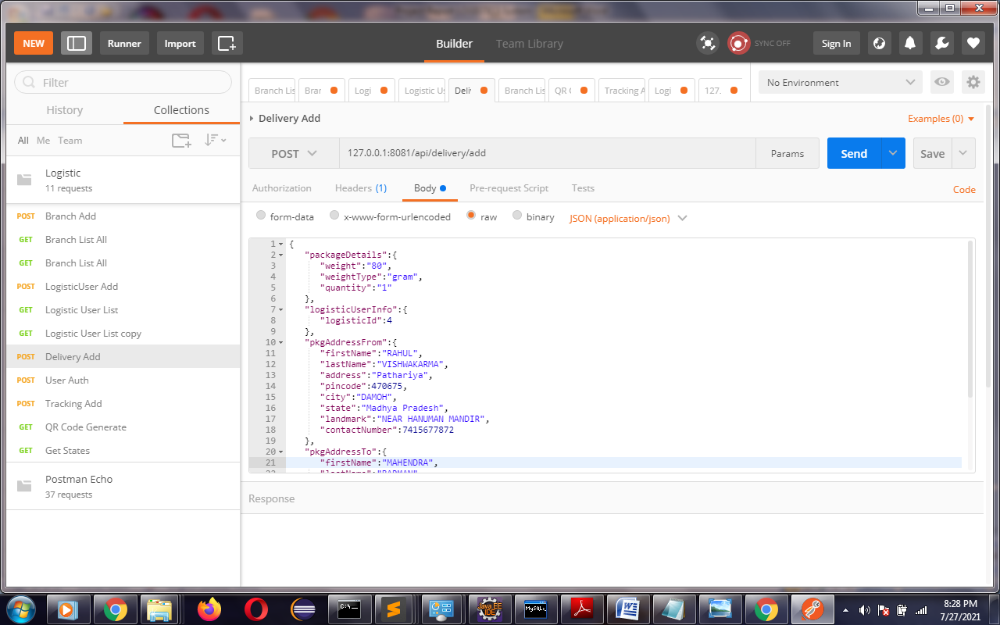 NEW
Runner
Import
Builder
Team Library
SYNC OFF
Sign In
Filter
History
Collections
All Me Team
Logistic
11 requests
POST Branch Add
GET Branch List All
GET Branch List All
POST LogisticUser Add
GET Logistic User List
GET Logistic User List copy
POST Delivery Add
POST User Auth
POST Tracking Add
GET QR Code Generate
GET Get States
Postman Echo
37 requests
Branch Lis Bran Logi Logistic Us Deliv Branch Lis QR C Tracking A Logi 127.
No Environment
Delivery Add
Examples (0)
POST 127.0.0.1:8081/api/delivery/add Params Send Save
Authorization Headers (1) Body Pre-request Script Tests Code
form-data x-www-form-urlencoded raw binary JSON (application/json)
1 {
2 "packageDetails":{
3 "weight":"80",
4 "weightType":"gram",
5 "quantity":"1"
6 },
7 "logisticUserInfo":{
8 "logisticId":4
9 },
10 "pkgAddressFrom":{
11 "firstName":"RAHUL",
12 "lastName":"VISHWAKARMA",
13 "address":"Pathariya",
14 "pincode":470675,
15 "city":"DAMOH",
16 "state":"Madhya Pradesh",
17 "landmark":"NEAR HANUMAN MANDIR",
18 "contactNumber":7415677872
19 },
20 "pkgAddressTo":{
21 "firstName":"MAHENDRA",
Response
C:\.
Java EE
IDE
MySQL
8:28 PM
7/27/2021